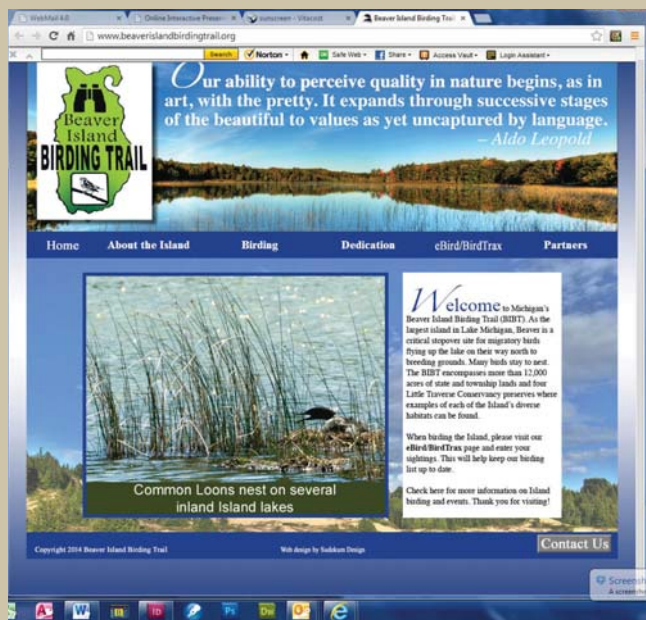 WebMail 4.0
Online Interactive Preser
sunscreen - Vitacost
Beaver Island Birding Trail
www.beaverislandbirdingtrail.org
Search
Norton
Safe Web
Share
Access Vault
Login Assistant
Our ability to perceive quality in nature begins, as in
art, with the pretty. It expands through successive stages
of the beautiful to values as yet uncaptured by language.
– Aldo Leopold
Beaver
Island
BIRDING TRAIL
Home
About the Island
Birding
Dedication
eBird/BirdTrax
Partners
Welcome to Michigan's
Beaver Island Birding Trail (BIBT). As the
largest island in Lake Michigan, Beaver is a
critical stopover site for migratory birds
flying up the lake on their way north to
breeding grounds. Many birds stay to nest.
The BIBT encompasses more than 12,000
acres of state and township lands and four
Little Traverse Conservancy preserves where
examples of each of the Island's diverse
habitats can be found.
When birding the Island, please visit our
eBird/BirdTrax page and enter your
sightings. This will help keep our birding
list up to date.
Check here for more information on Island
birding and events. Thank you for visiting!
Common Loons nest on several
inland Island lakes
Copyright 2014 Beaver Island Birding Trail
Web design by Sudokum Design
Contact Us
Screensh
A screensh
A
W
m
Id
Ps
Dw
O